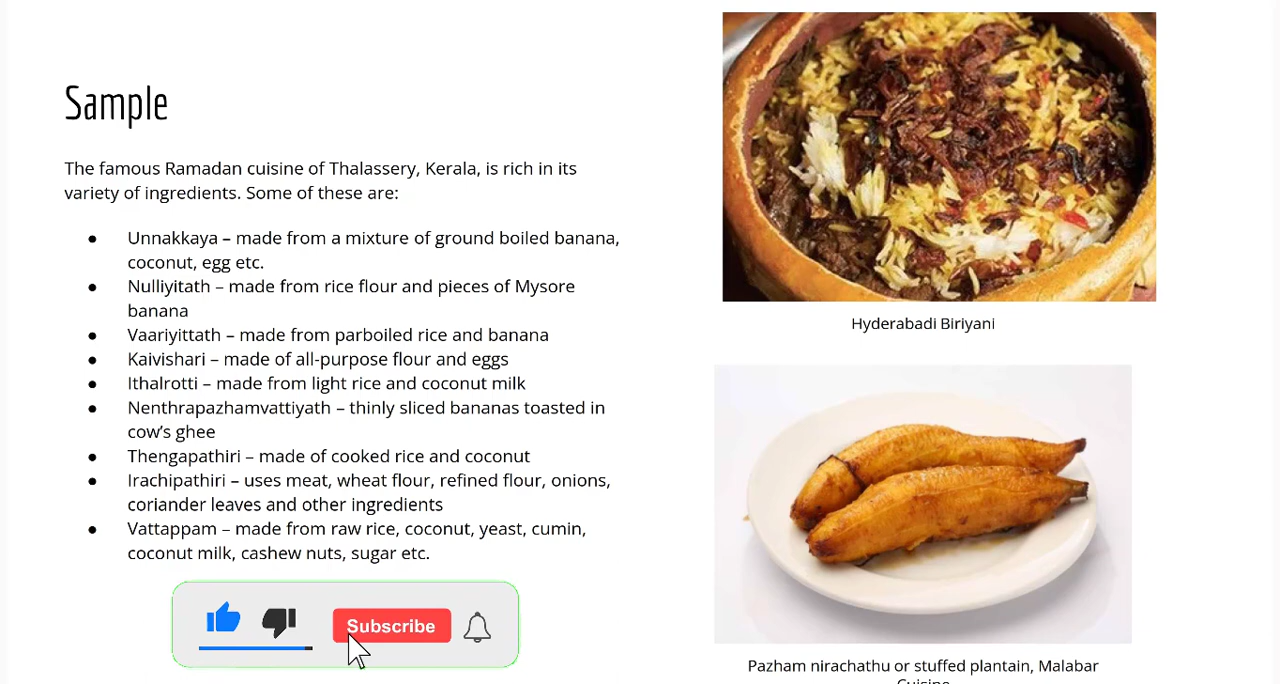 Sample
The famous Ramadan cuisine of Thalassery, Kerala, is rich in its
variety of ingredients. Some of these are:
● Unnakkaya – made from a mixture of ground boiled banana,
coconut, egg etc.
● Nulliyitath – made from rice flour and pieces of Mysore
banana
● Vaariyittath – made from parboiled rice and banana
● Kaivishari – made of all-purpose flour and eggs
● Ithalrotti – made from light rice and coconut milk
● Nenthrapazhamvattiyath – thinly sliced bananas toasted in
cow’s ghee
● Thengapathiri – made of cooked rice and coconut
● Irachipathiri – uses meat, wheat flour, refined flour, onions,
coriander leaves and other ingredients
● Vattappam – made from raw rice, coconut, yeast, cumin,
coconut milk, cashew nuts, sugar etc.
Subscribe
Hyderabadi Biriyani
Pazham nirachathu or stuffed plantain, Malabar
Cuisine